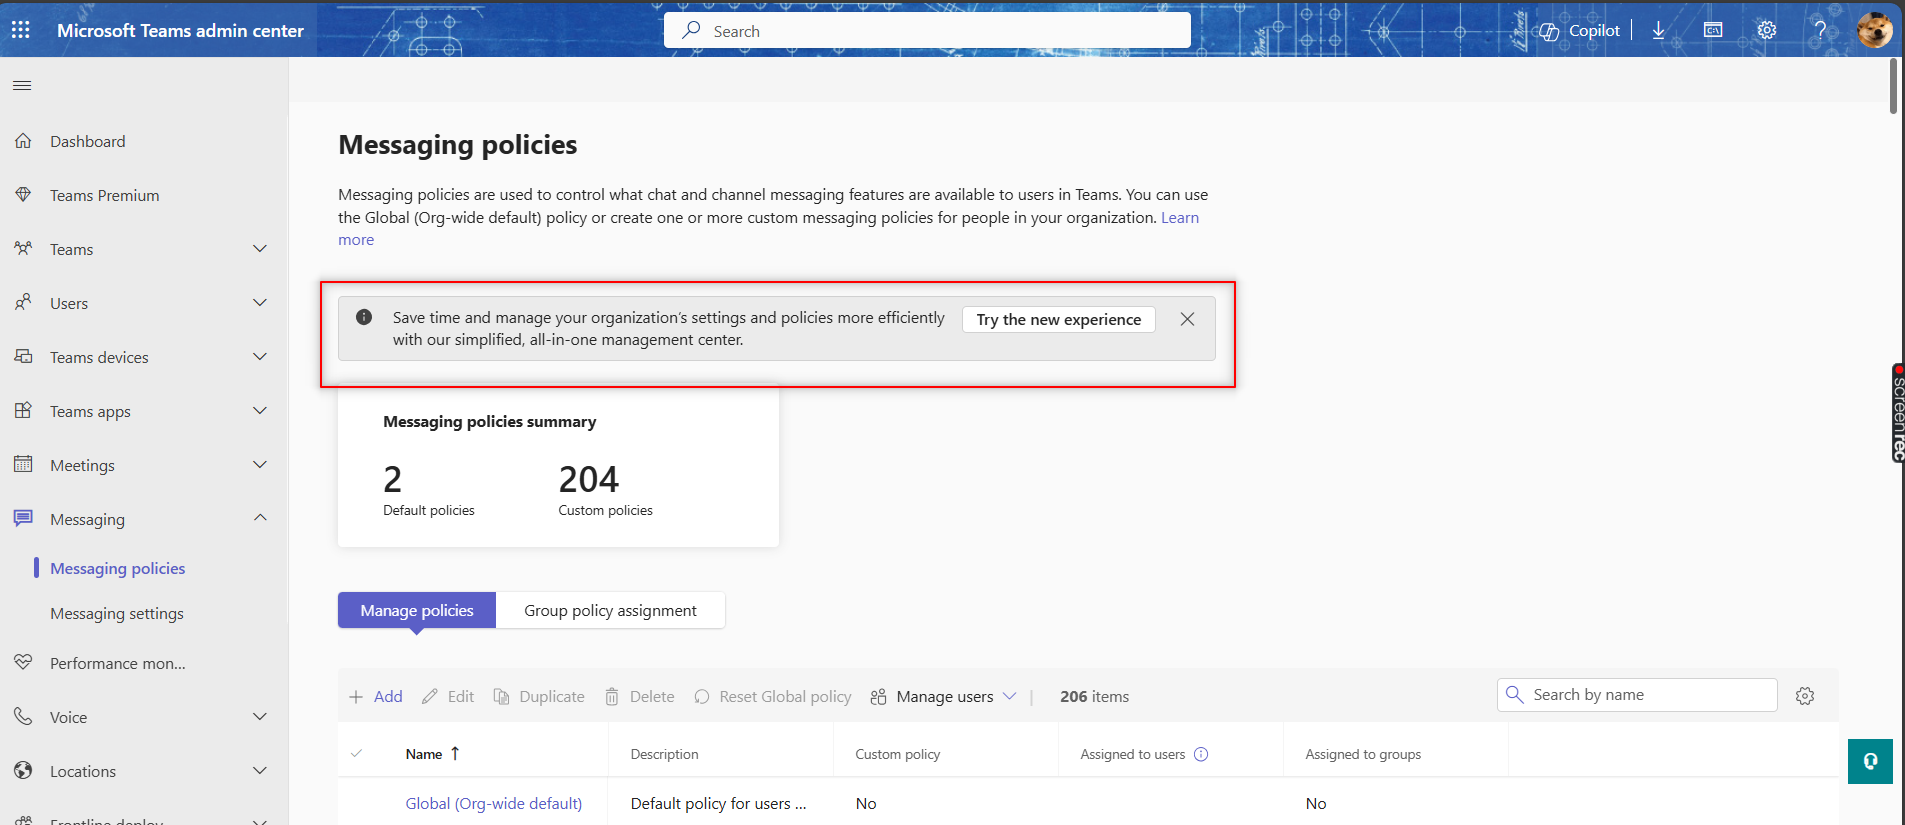 Microsoft Teams admin center
Search
Copilot
Dashboard
Teams Premium
Teams
Users
Teams devices
Teams apps
Meetings
Messaging
Messaging policies
Messaging settings
Performance mon...
Voice
Locations
Frontline deploy
Messaging policies
Messaging policies are used to control what chat and channel messaging features are available to users in Teams. You can use
the Global (Org-wide default) policy or create one or more custom messaging policies for people in your organization. Learn
more
Save time and manage your organization's settings and policies more efficiently
with our simplified, all-in-one management center.
Try the new experience
Messaging policies summary
2 204
Default policies Custom policies
Manage policies Group policy assignment
Add Edit Duplicate Delete Reset Global policy Manage users | 206 items Search by name
Name ↑ Description Custom policy Assigned to users Assigned to groups
Global (Org-wide default) Default policy for users ... No No
screenrec